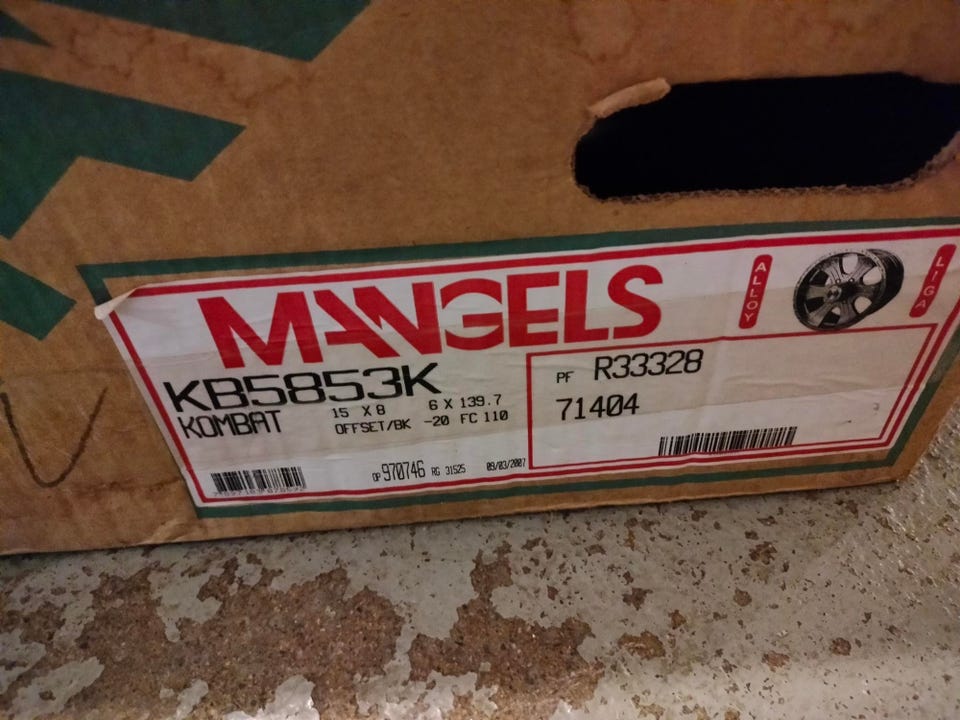 MANGELS
ALLOY
LIGA
KB5853K
KOMBAT
15 X 8 6 X 139.7
OFFSET/BK -20 FC 110
PF R33328
71404
OP 970746 RG 31525 09/03/2007
V